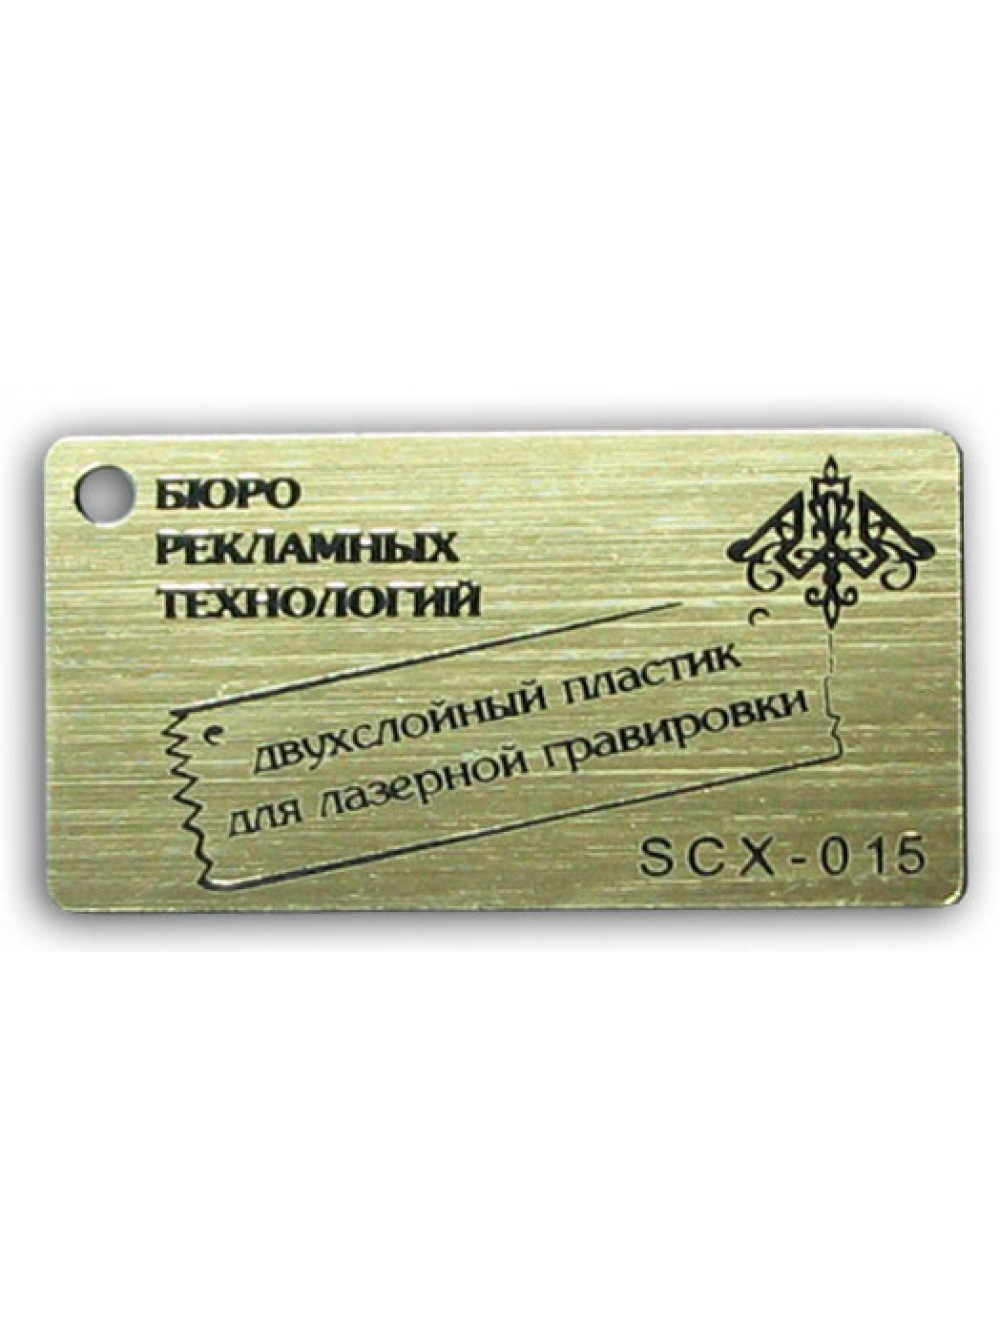 БЮРО
РЕКЛАМНЫХ
ТЕХНОЛОГИЙ
двухслойный пластик
для лазерной гравировки
SCX-015